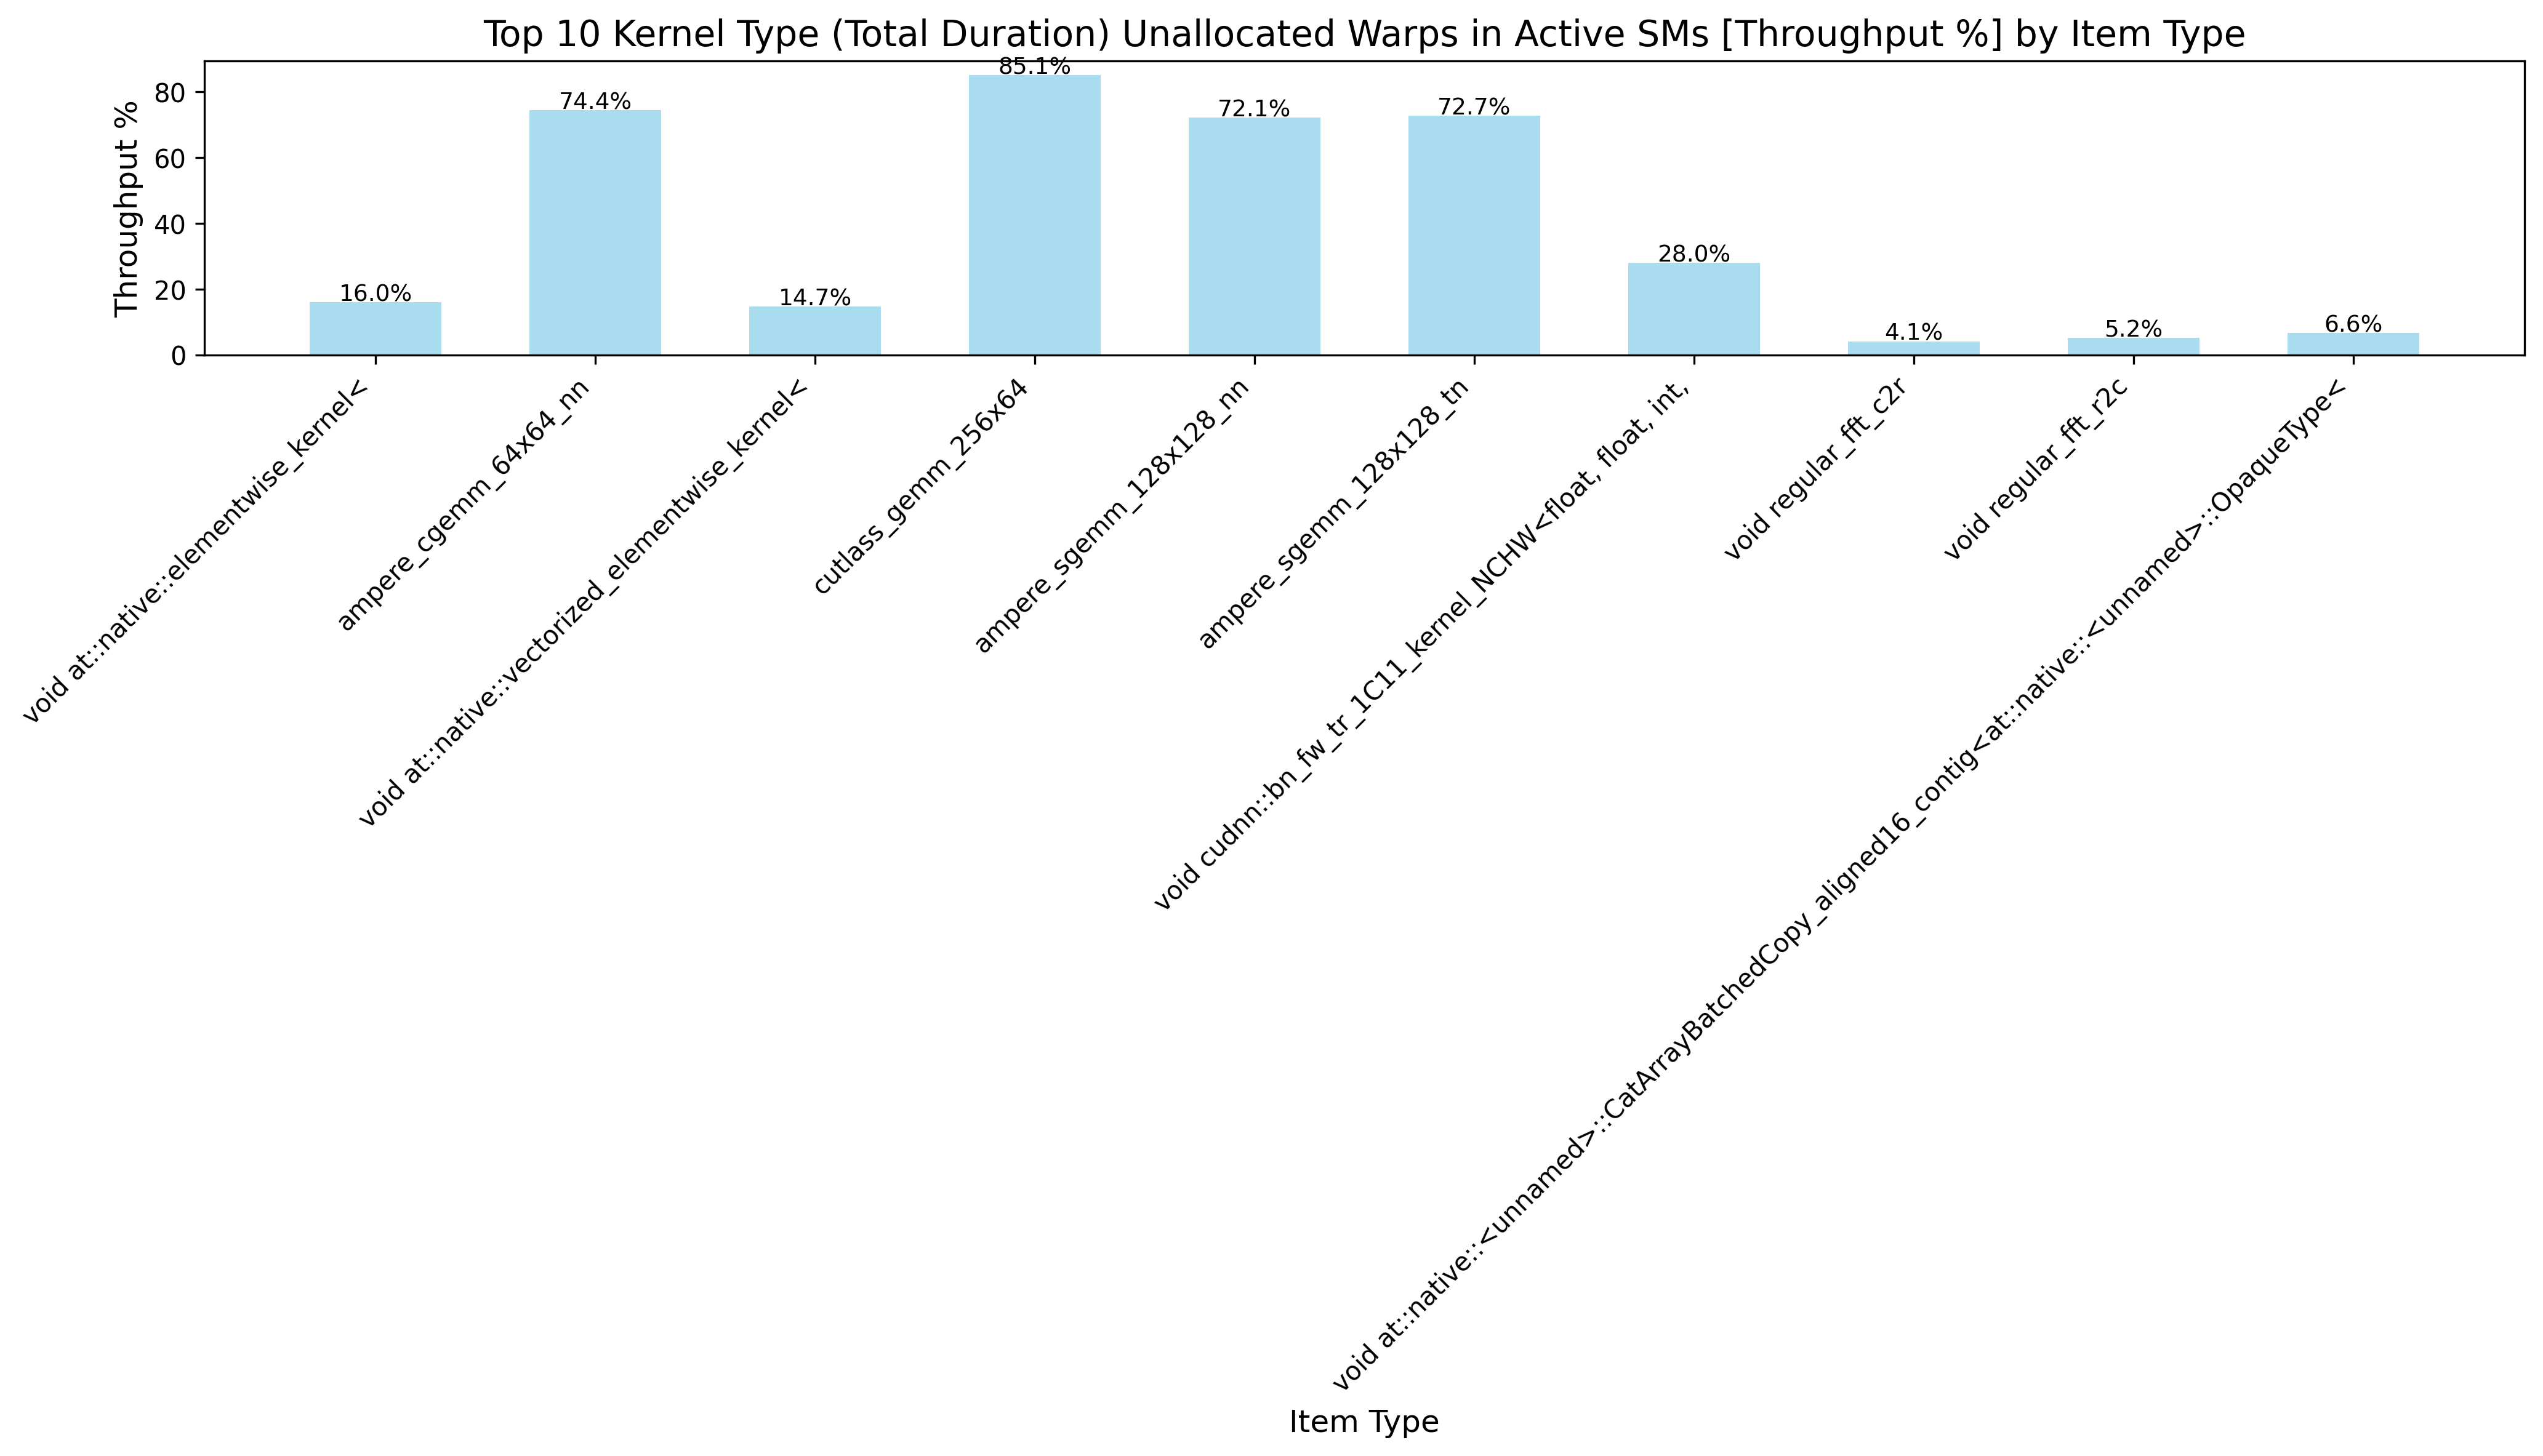 Top 10 Kernel Type (Total Duration) Unallocated Warps in Active SMs [Throughput %] by Item Type
Throughput %
80
60
40
20
0
16.0%
74.4%
14.7%
85.1%
72.1%
72.7%
28.0%
4.1%
5.2%
6.6%
void at::native::elementwise_kernel<
ampere_cgemm_64x64_nn
void at::native::vectorized_elementwise_kernel<
cutlass_gemm_256x64
ampere_sgemm_128x128_nn
ampere_sgemm_128x128_tn
void cudnn::bn_fw_tr_1C11_kernel_NCHW<float, float, int,
void regular_fft_c2r
void regular_fft_r2c
void at::native::<unnamed>::CatArrayBatchedCopy_aligned16_contig<at::native::<unnamed>::OpaqueType<
Item Type